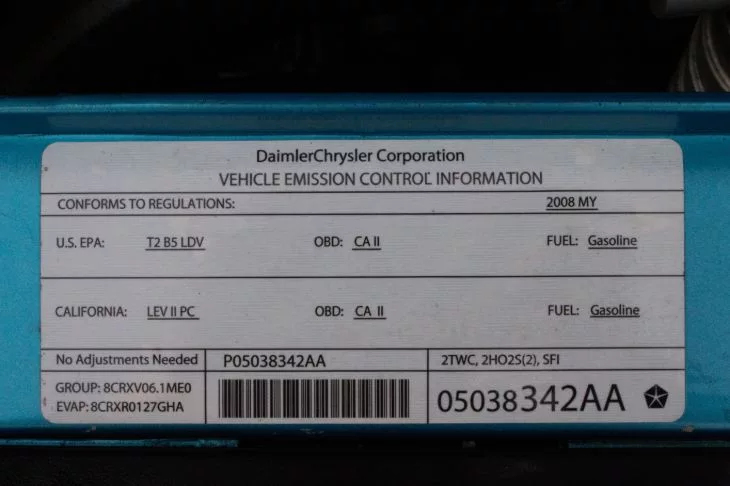 DaimlerChrysler Corporation
VEHICLE EMISSION CONTROL INFORMATION
CONFORMS TO REGULATIONS: 2008 MY
U.S. EPA: T2 B5 LDV OBD: CA II FUEL: Gasoline
CALIFORNIA: LEV II PC OBD: CA II FUEL: Gasoline
No Adjustments Needed P05038342AA 2TWC, 2HO2S(2), SFI
GROUP: 8CRXV06.1ME0
EVAP: 8CRXR0127GHA
05038342AA